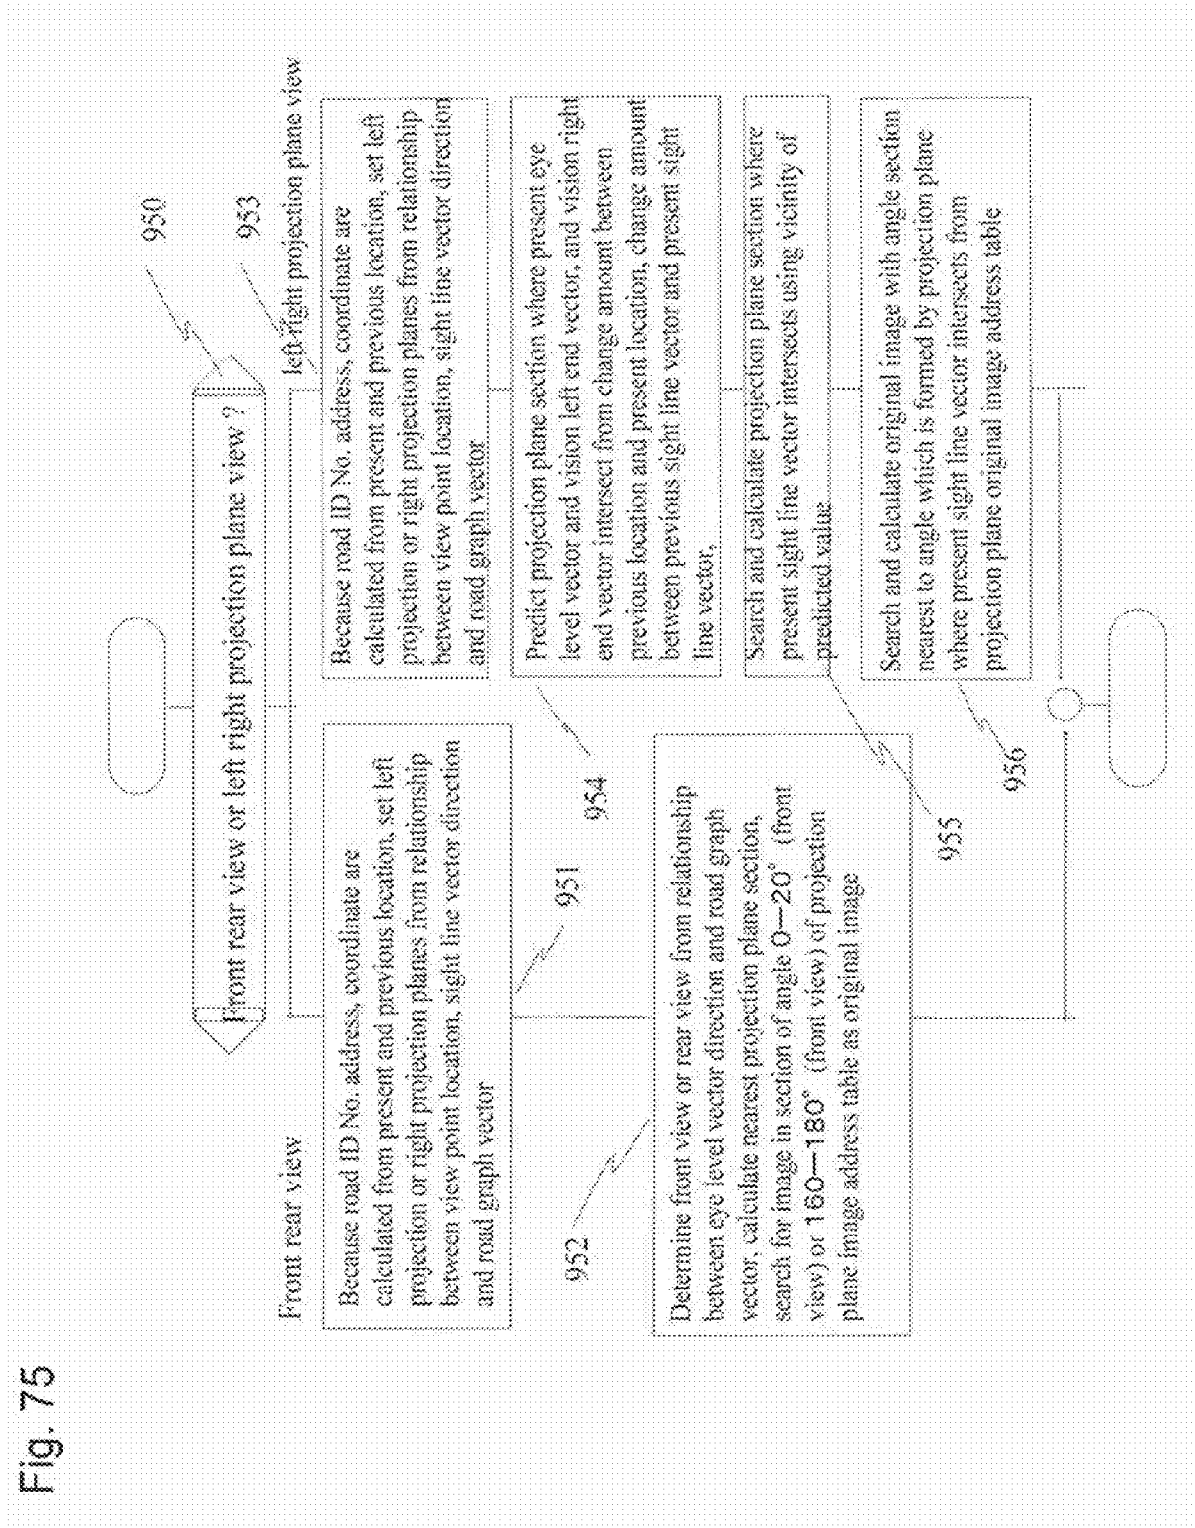 Fig. 75
950
Front rear view or left right projection plane view ?
Front rear view
Because road ID No. address, coordinate are
calculated from present and previous location, set left
projection or right projection planes from relationship
between view point location, sight line vector direction
and road graph vector
951
952
Determine front view or rear view from relationship
between eye level vector direction and road graph
vector, calculate nearest projection plane section,
search for image in section of angle 0—20° (front
view) or 160—180° (front view) of projection
plane image address table as original image
953
left-right projection plane view
Because road ID No. address, coordinate are
calculated from present and previous location, set left
projection or right projection planes from relationship
between view point location, sight line vector direction
and road graph vector
954
Predict projection plane section where present eye
level vector and vision left end vector, and vision right
end vector intersect from change amount between
previous location and present location, change amount
between previous sight line vector and present sight
line vector,
Search and calculate projection plane section where
present sight line vector intersects using vicinity of
predicted value
955
Search and calculate original image with angle section
nearest to angle which is formed by projection plane
where present sight line vector intersects from
projection plane original image address table
956